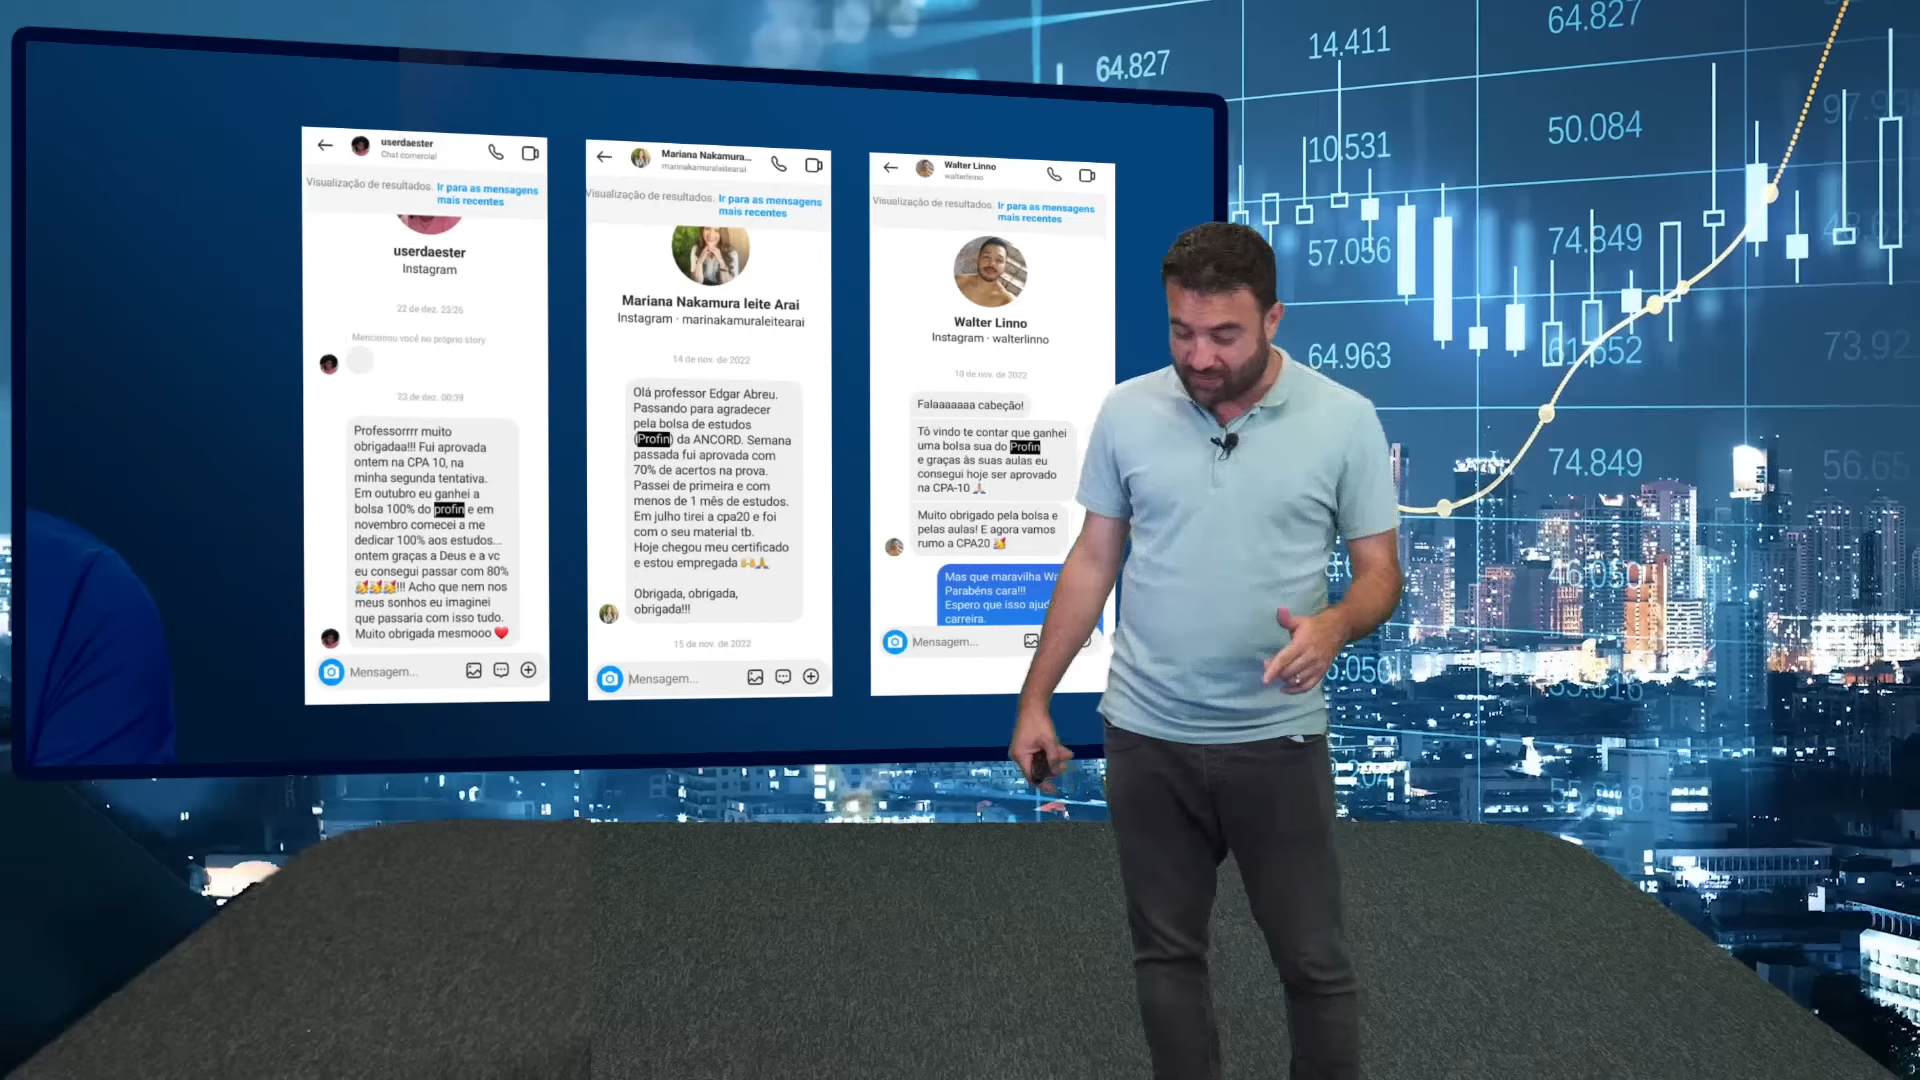 userdaester
Chat comercial
Visualização de resultados. Ir para as mensagens
mais recentes
userdaester
Instagram
22 de dez. 23:26
Mencionou você no próprio story
23 de dez. 00:39
Professorrrr muito
obrigadaa!!! Fui aprovada
ontem na CPA 10, na
minha segunda tentativa.
Em outubro eu ganhei a
bolsa 100% do profin e em
novembro comecei a me
dedicar 100% aos estudos...
ontem graças a Deus e a vc
eu consegui passar com 80%
🥳🥳🥳!!! Acho que nem nos
meus sonhos eu imaginei
que passaria com isso tudo.
Muito obrigada mesmooo ❤️
Mensagem...
Mariana Nakamura...
marinakamuraleitearai
Visualização de resultados. Ir para as mensagens
mais recentes
Mariana Nakamura leite Arai
Instagram · marinakamuraleitearai
14 de nov. de 2022
Olá professor Edgar Abreu.
Passando para agradecer
pela bolsa de estudos
(Profin) da ANCORD. Semana
passada fui aprovada com
70% de acertos na prova.
Passei de primeira e com
menos de 1 mês de estudos.
Em julho tirei a cpa20 e foi
com o seu material tb.
Hoje chegou meu certificado
e estou empregada 🙌🙏
Obrigada, obrigada,
obrigada!!!
15 de nov. de 2022
Mensagem...
Walter Linno
walterlinno
Visualização de resultados. Ir para as mensagens
mais recentes
Walter Linno
Instagram · walterlinno
10 de nov. de 2022
Falaaaaaaa cabeção!
Tô vindo te contar que ganhei
uma bolsa sua do Profin
e graças às suas aulas eu
consegui hoje ser aprovado
na CPA-10 🙏
Muito obrigado pela bolsa e
pelas aulas! E agora vamos
rumo a CPA20 🥳
Mas que maravilha
Parabéns cara!!!
Espero que isso
carreira.
Mensagem...
64.827
14.411
10.531
57.056
64.963
64.827
50.084
74.849
61.552
74.849
46.050